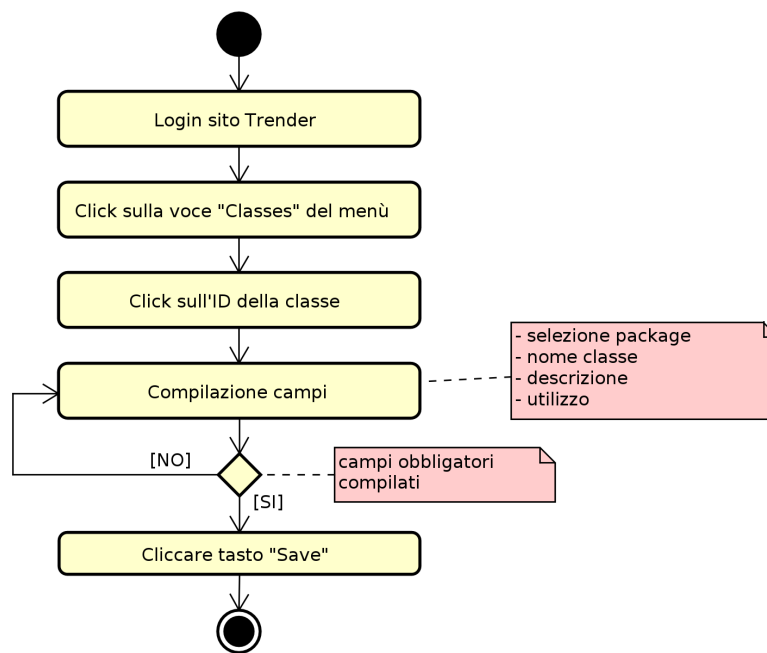 Login sito Trender
Click sulla voce "Classes" del menù
Click sull'ID della classe
- selezione package
- nome classe
- descrizione
- utilizzo
Compilazione campi
[NO]
campi obbligatori
compilati
[SI]
Cliccare tasto "Save"